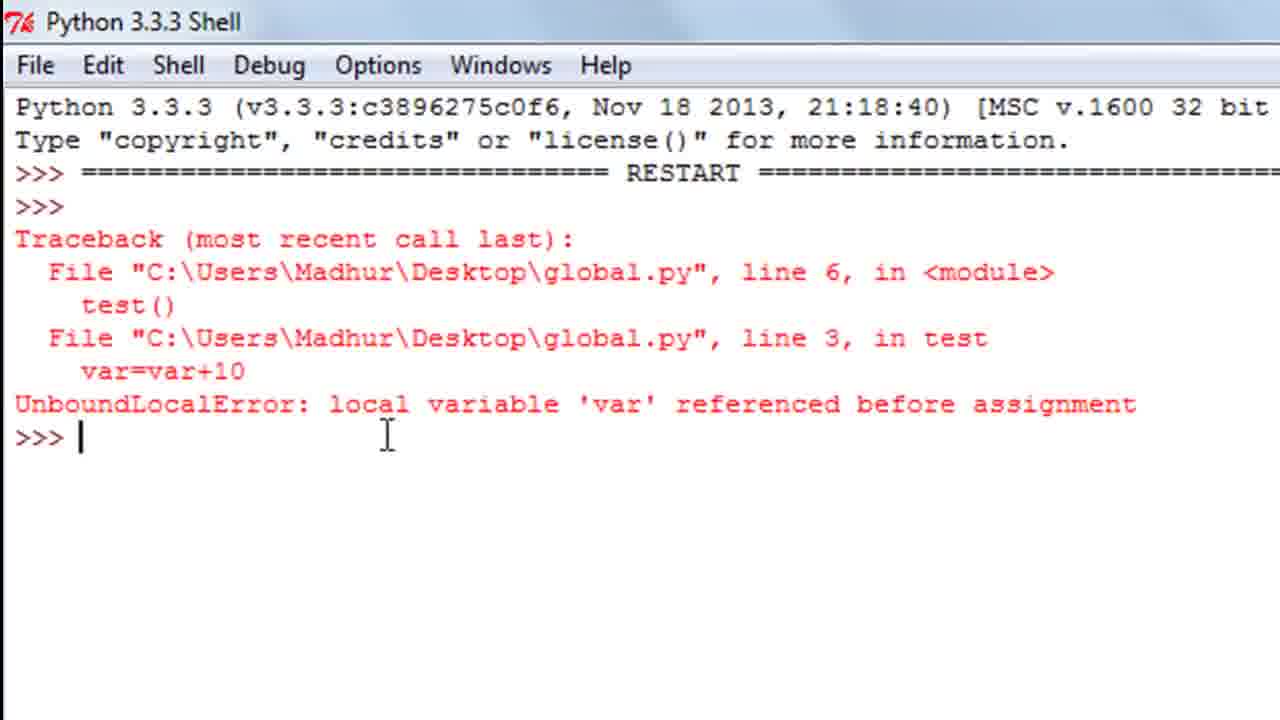 Python 3.3.3 Shell
File Edit Shell Debug Options Windows Help
Python 3.3.3 (v3.3.3:c3896275c0f6, Nov 18 2013, 21:18:40) [MSC v.1600 32 bit
Type "copyright", "credits" or "license()" for more information.
>>> ================================ RESTART ================================
>>>
Traceback (most recent call last):
  File "C:\Users\Madhur\Desktop\global.py", line 6, in <module>
    test()
  File "C:\Users\Madhur\Desktop\global.py", line 3, in test
    var=var+10
UnboundLocalError: local variable 'var' referenced before assignment
>>>